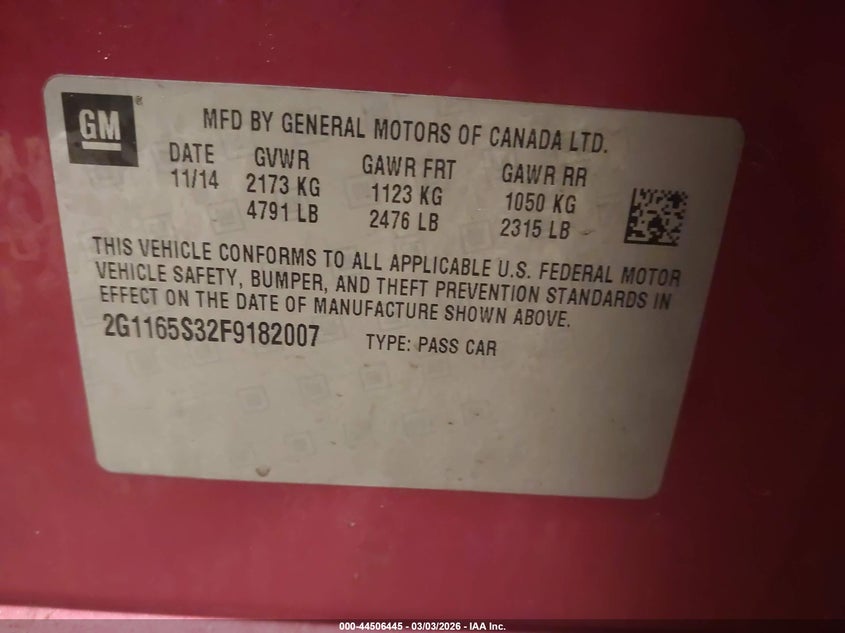 GM ®
MFD BY GENERAL MOTORS OF CANADA LTD.
DATE GVWR GAWR FRT GAWR RR
11/14 2173 KG 1123 KG 1050 KG
4791 LB 2476 LB 2315 LB
THIS VEHICLE CONFORMS TO ALL APPLICABLE U.S. FEDERAL MOTOR
VEHICLE SAFETY, BUMPER, AND THEFT PREVENTION STANDARDS IN
EFFECT ON THE DATE OF MANUFACTURE SHOWN ABOVE.
2G1165S32F9182007 TYPE: PASS CAR
000-44506445 - 03/03/2026 - IAA Inc.